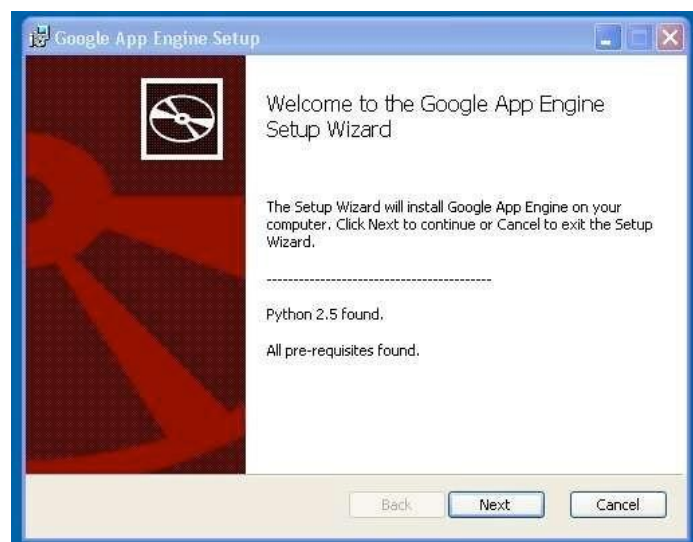 Google App Engine Setup
Welcome to the Google App Engine
Setup Wizard
The Setup Wizard will install Google App Engine on your
computer. Click Next to continue or Cancel to exit the Setup
Wizard.
------------------------------------------
Python 2.5 found.
All pre-requisites found.
Back Next Cancel